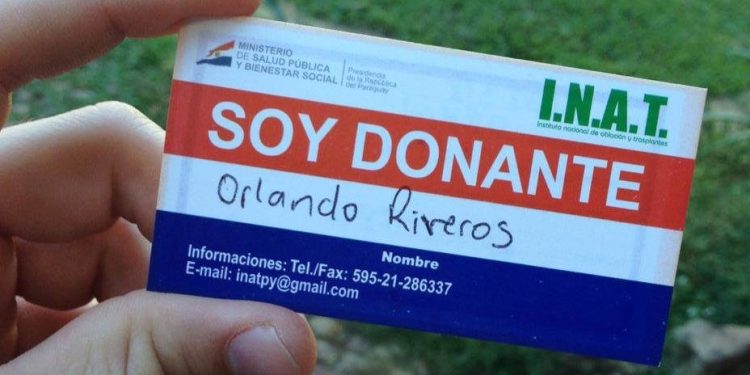 MINISTERIO
DE SALUD PÚBLICA
Y BIENESTAR SOCIAL
Presidencia
de la República
del Paraguay
I.N.A.T.
Instituto nacional de ablación y trasplantes
SOY DONANTE
Orlando Riveros
Nombre
Informaciones: Tel./Fax: 595-21-286337
E-mail: inatpy@gmail.com